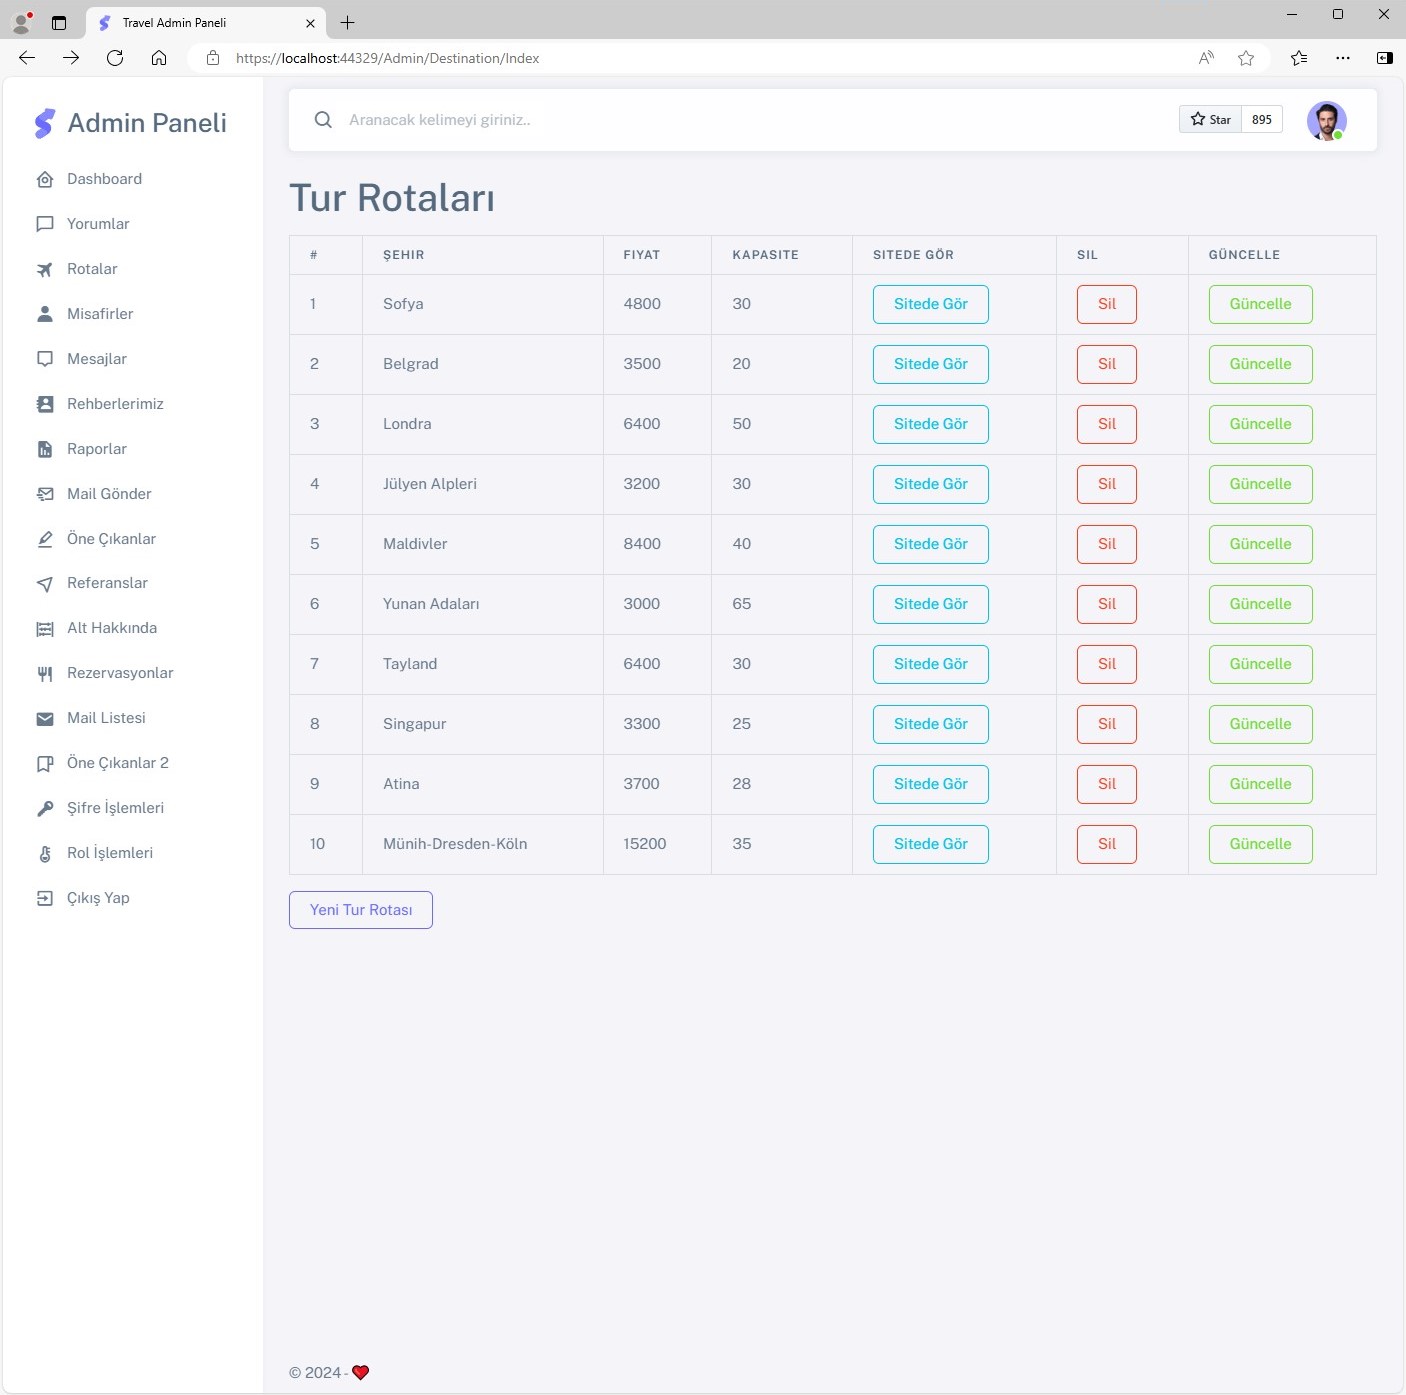 Travel Admin Paneli
https://localhost:44329/Admin/Destination/Index
Admin Paneli
Dashboard
Yorumlar
Rotalar
Misafirler
Mesajlar
Rehberlerimiz
Raporlar
Mail Gönder
Öne Çıkanlar
Referanslar
Alt Hakkında
Rezervasyonlar
Mail Listesi
Öne Çıkanlar 2
Şifre İşlemleri
Rol İşlemleri
Çıkış Yap
Aranacak kelimeyi giriniz..
Star 895
Tur Rotaları
# ŞEHIR FIYAT KAPASITE SITEDE GÖR SIL GÜNCELLE
1 Sofya 4800 30 Sitede Gör Sil Güncelle
2 Belgrad 3500 20 Sitede Gör Sil Güncelle
3 Londra 6400 50 Sitede Gör Sil Güncelle
4 Jülyen Alpleri 3200 30 Sitede Gör Sil Güncelle
5 Maldivler 8400 40 Sitede Gör Sil Güncelle
6 Yunan Adaları 3000 65 Sitede Gör Sil Güncelle
7 Tayland 6400 30 Sitede Gör Sil Güncelle
8 Singapur 3300 25 Sitede Gör Sil Güncelle
9 Atina 3700 28 Sitede Gör Sil Güncelle
10 Münih-Dresden-Köln 15200 35 Sitede Gör Sil Güncelle
Yeni Tur Rotası
© 2024 - ❤️